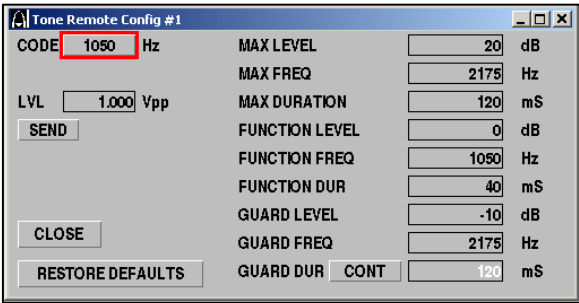 Tone Remote Config #1
CODE 1050 Hz MAX LEVEL 20 dB
MAX FREQ 2175 Hz
LVL 1.000 Vpp MAX DURATION 120 mS
SEND FUNCTION LEVEL 0 dB
FUNCTION FREQ 1050 Hz
FUNCTION DUR 40 mS
GUARD LEVEL -10 dB
CLOSE GUARD FREQ 2175 Hz
RESTORE DEFAULTS GUARD DUR CONT 120 mS